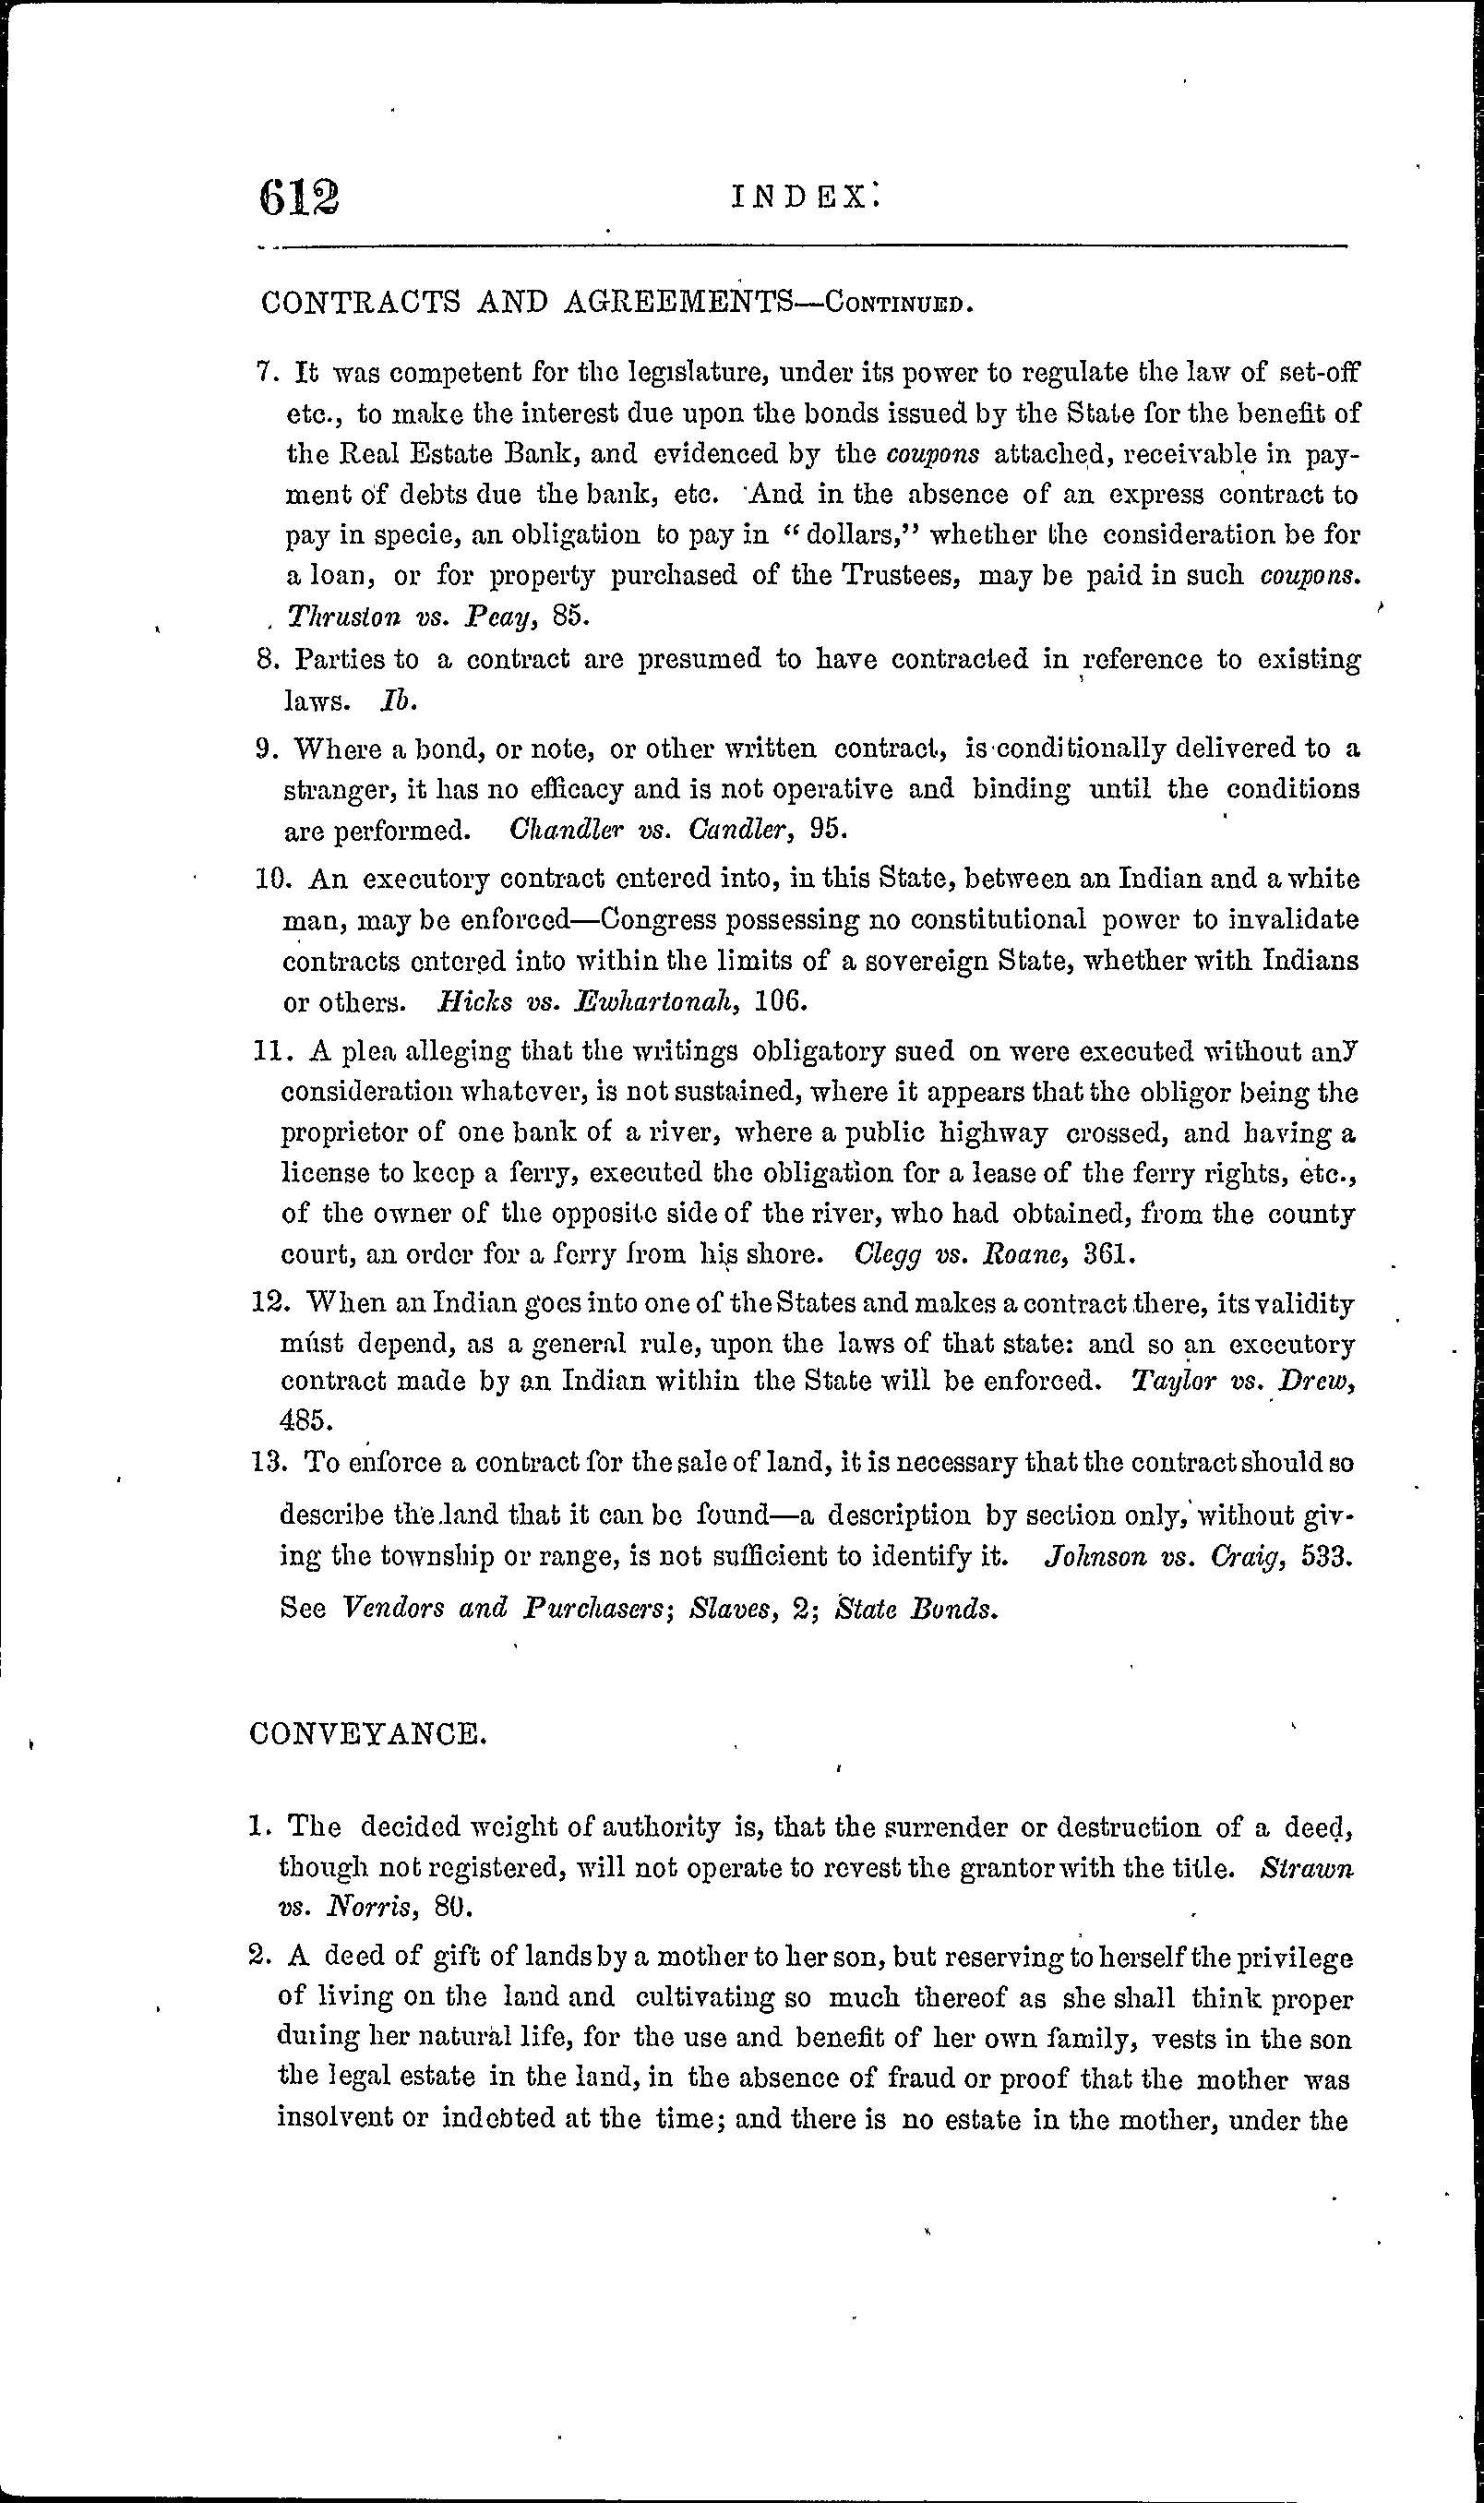 612 INDEX.
CONTRACTS AND AGREEMENTS—CONTINUED.
7. It was competent for the legislature, under its power to regulate the law of set-off
etc., to make the interest due upon the bonds issued by the State for the benefit of
the Real Estate Bank, and evidenced by the coupons attached, receivable in pay-
ment of debts due the bank, etc. And in the absence of an express contract to
pay in specie, an obligation to pay in "dollars," whether the consideration be for
a loan, or for property purchased of the Trustees, may be paid in such coupons.
Thruston vs. Peay, 85.
8. Parties to a contract are presumed to have contracted in reference to existing
laws. Ib.
9. Where a bond, or note, or other written contract, is conditionally delivered to a
stranger, it has no efficacy and is not operative and binding until the conditions
are performed. Chandler vs. Candler, 95.
10. An executory contract entered into, in this State, between an Indian and a white
man, may be enforced—Congress possessing no constitutional power to invalidate
contracts entered into within the limits of a sovereign State, whether with Indians
or others. Hicks vs. Ewhartonah, 106.
11. A plea alleging that the writings obligatory sued on were executed without any
consideration whatever, is not sustained, where it appears that the obligor being the
proprietor of one bank of a river, where a public highway crossed, and having a
license to keep a ferry, executed the obligation for a lease of the ferry rights, etc.,
of the owner of the opposite side of the river, who had obtained, from the county
court, an order for a ferry from his shore. Clegg vs. Roane, 361.
12. When an Indian goes into one of the States and makes a contract there, its validity
must depend, as a general rule, upon the laws of that state: and so an executory
contract made by an Indian within the State will be enforced. Taylor vs. Drew,
485.
13. To enforce a contract for the sale of land, it is necessary that the contract should so
describe the land that it can be found—a description by section only, without giv-
ing the township or range, is not sufficient to identify it. Johnson vs. Craig, 533.
See Vendors and Purchasers; Slaves, 2; State Bonds.
CONVEYANCE.
1. The decided weight of authority is, that the surrender or destruction of a deed,
though not registered, will not operate to revest the grantor with the title. Strawn
vs. Norris, 80.
2. A deed of gift of lands by a mother to her son, but reserving to herself the privilege
of living on the land and cultivating so much thereof as she shall think proper
during her natural life, for the use and benefit of her own family, vests in the son
the legal estate in the land, in the absence of fraud or proof that the mother was
insolvent or indebted at the time; and there is no estate in the mother, under the